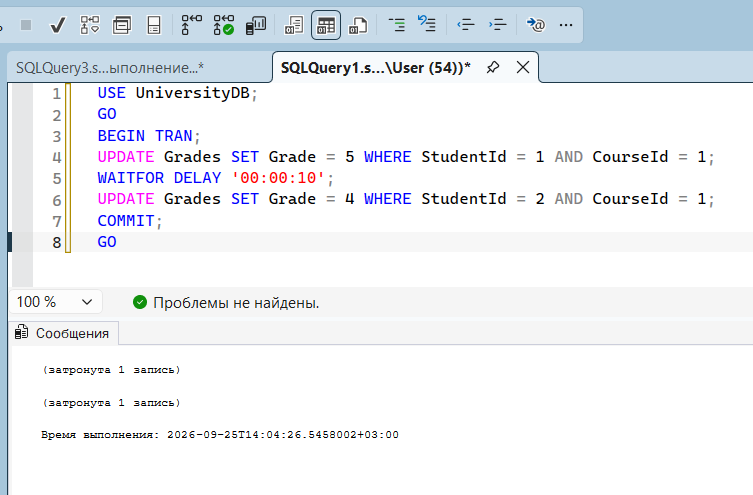 SQLQuery3.s...ыполнение...*
SQLQuery1.s...\User (54))*
1 USE UniversityDB;
2 GO
3 BEGIN TRAN;
4 UPDATE Grades SET Grade = 5 WHERE StudentId = 1 AND CourseId = 1;
5 WAITFOR DELAY '00:00:10';
6 UPDATE Grades SET Grade = 4 WHERE StudentId = 2 AND CourseId = 1;
7 COMMIT;
8 GO
100 %
Проблемы не найдены.
Сообщения
(затронута 1 запись)
(затронута 1 запись)
Время выполнения: 2026-09-25T14:04:26.5458002+03:00